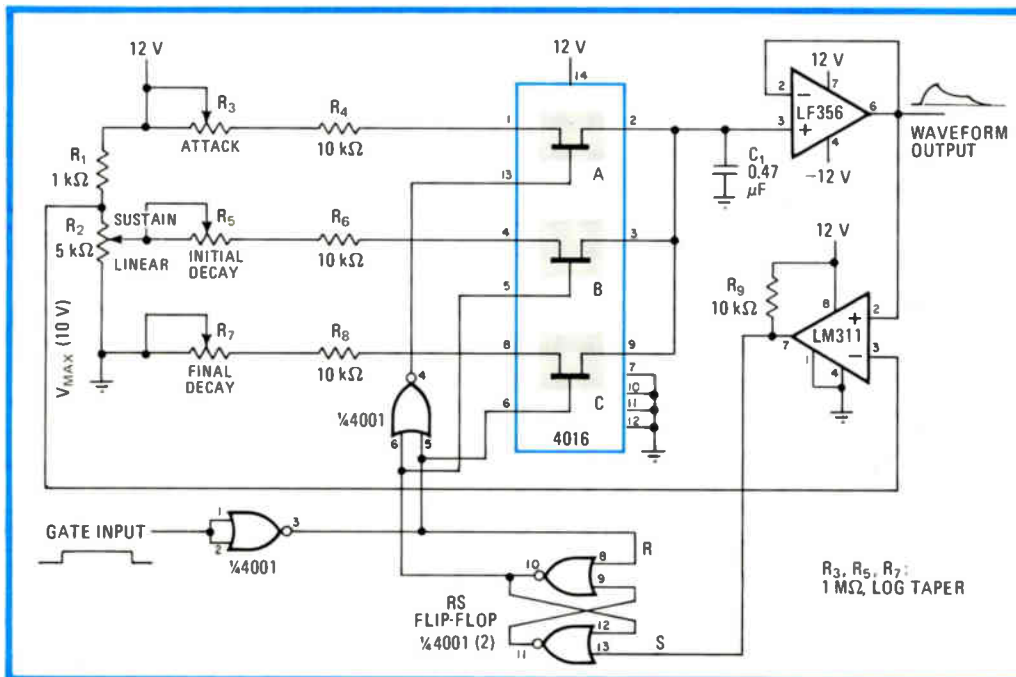 12 V
R3
ATTACK
R4
10 kΩ
R1
1 kΩ
R2
5 kΩ
SUSTAIN
LINEAR
R5
INITIAL
DECAY
R6
10 kΩ
R7
FINAL
DECAY
R8
10 kΩ
VMAX (10 V)
12 V
14
1
2
13
A
4
3
5
B
8
9
6
C
7
10
11
12
4016
¼4001
4
6
5
C1
0.47
µF
12 V
2
−
7
LF356
6
3
+
4
−12 V
WAVEFORM
OUTPUT
12 V
R9
10 kΩ
8
+
2
LM311
7
−
3
1
4
GATE INPUT
1
2
3
¼4001
R
10
8
9
RS
FLIP-FLOP
¼4001 (2)
12
11
13
S
R3, R5, R7:
1 MΩ, LOG TAPER